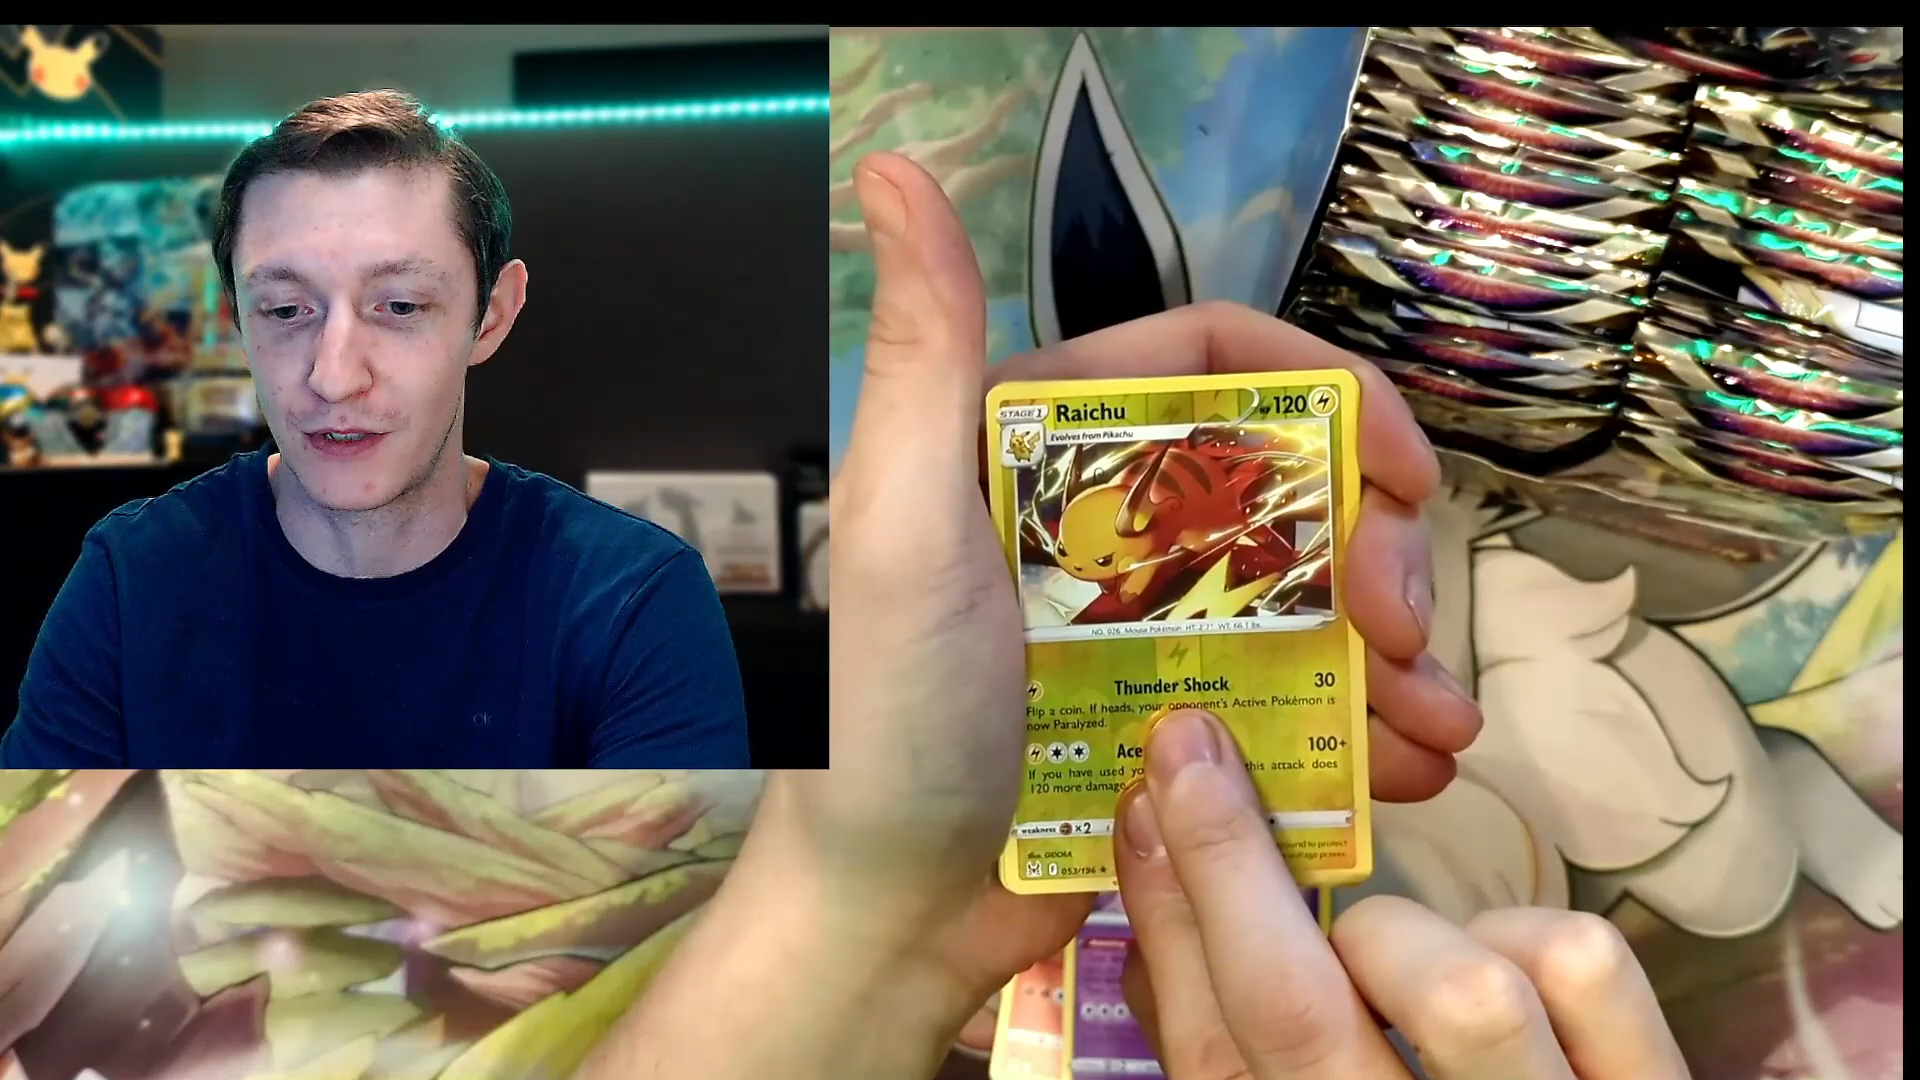 STAGE 1 Raichu HP 120
Evolves from Pikachu
NO. 026 Mouse Pokémon HT: 2'7" WT: 66.1 lbs.
Thunder Shock 30
Flip a coin. If heads, your opponent's Active Pokémon is
now Paralyzed.
Ace 100+
If you have used yo this attack does
120 more damage
weakness ×2
Illus. GIDORA
F 053/196 ★